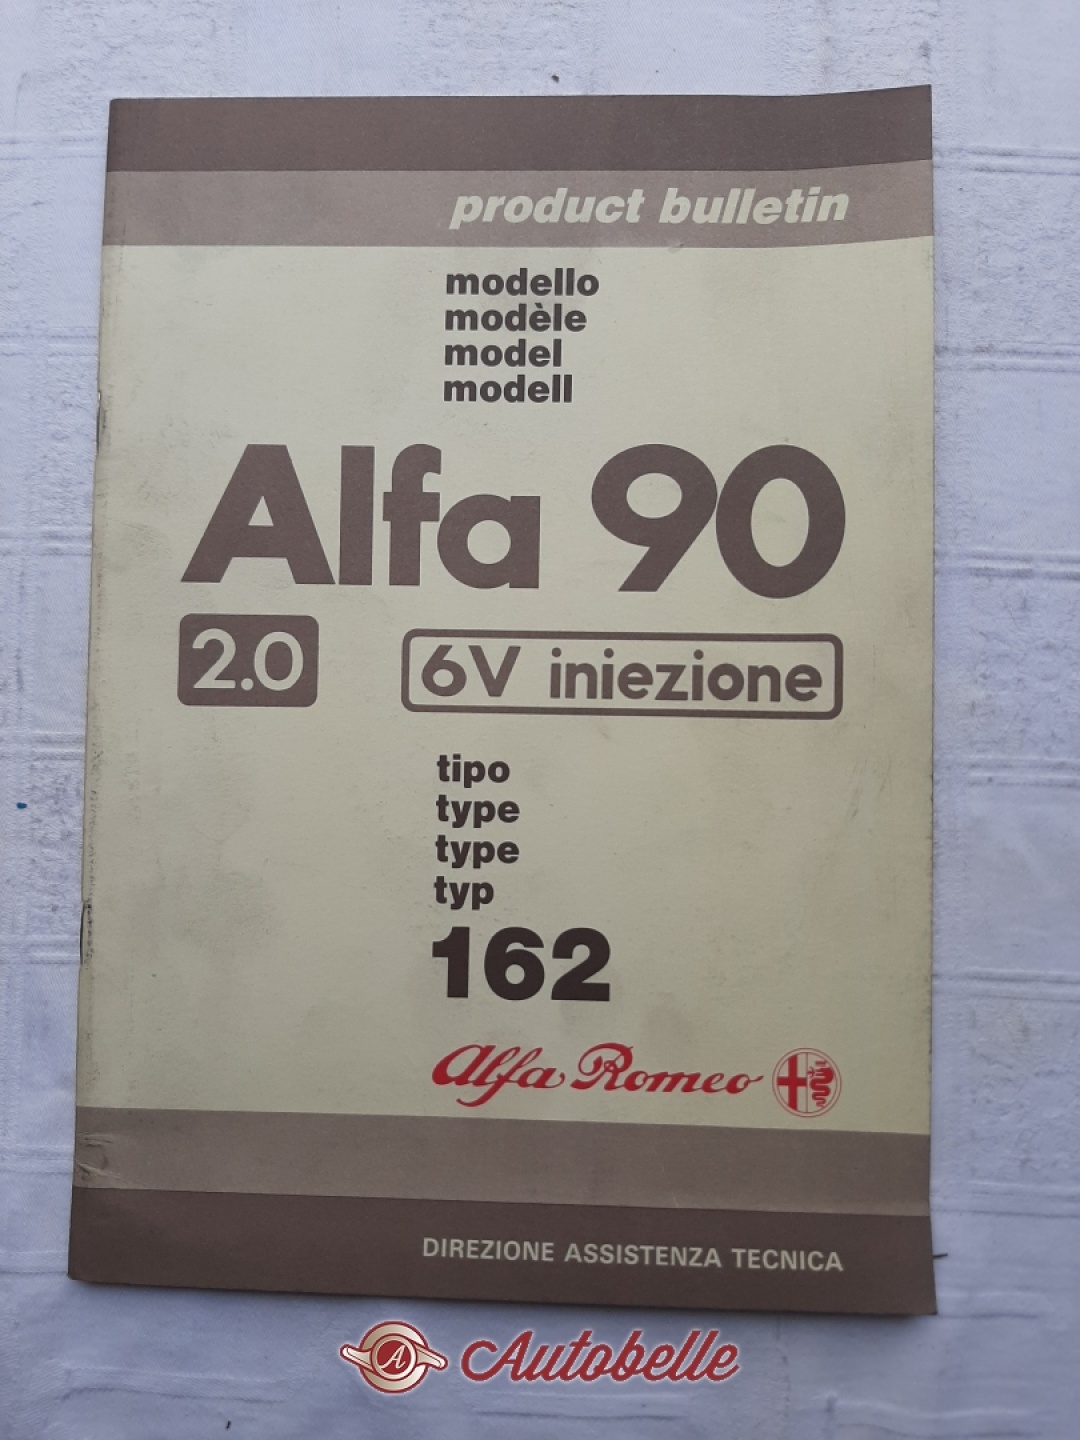 product bulletin
modello
modèle
model
modell
Alfa 90
2.0
6V iniezione
tipo
type
type
typ
162
Alfa Romeo
DIREZIONE ASSISTENZA TECNICA
A Autobelle